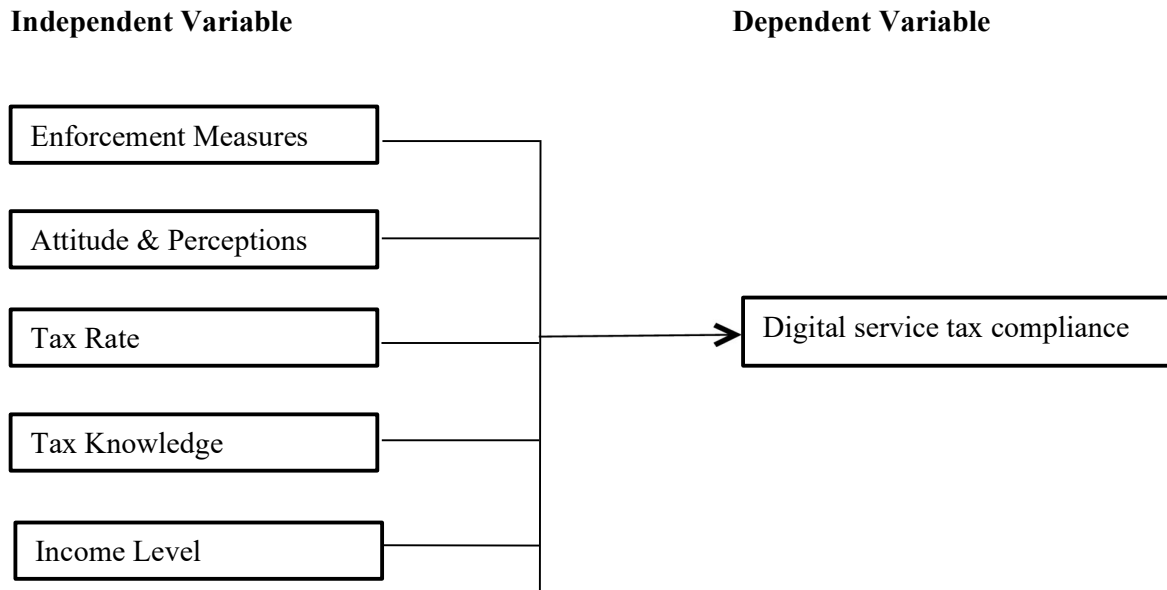 Independent Variable
Dependent Variable
Enforcement Measures
Attitude & Perceptions
Tax Rate
Digital service tax compliance
Tax Knowledge
Income Level